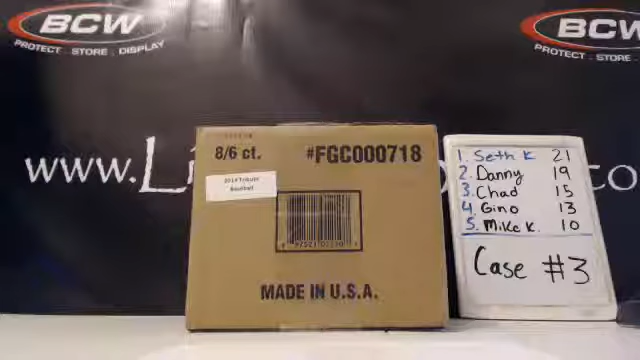 BCW
PROTECT . STORE . DISPLAY
BCW
PROTECT . STORE
www.Li
co
8/6 ct. #FGC000718
2014 Tribute
Baseball
MADE IN U.S.A.
1. Seth K 21
2. Danny 19
3. Chad 15
4. Gino 13
5. Mike K. 10
Case #3